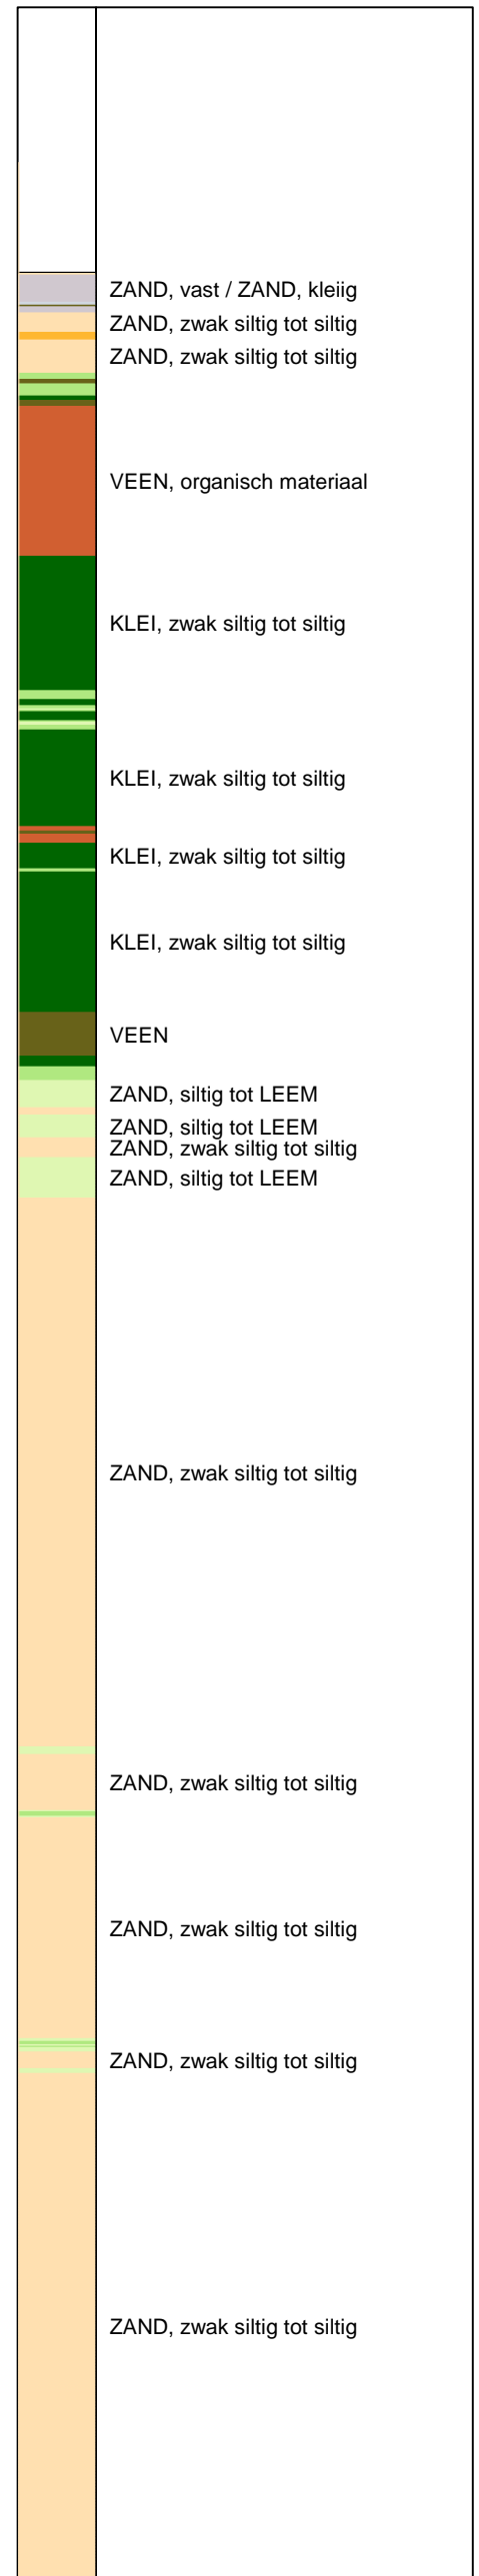 ZAND, vast / ZAND, kleiig
ZAND, zwak siltig tot siltig
ZAND, zwak siltig tot siltig
VEEN, organisch materiaal
KLEI, zwak siltig tot siltig
KLEI, zwak siltig tot siltig
KLEI, zwak siltig tot siltig
KLEI, zwak siltig tot siltig
VEEN
ZAND, siltig tot LEEM
ZAND, siltig tot LEEM
ZAND, zwak siltig tot siltig
ZAND, siltig tot LEEM
ZAND, zwak siltig tot siltig
ZAND, zwak siltig tot siltig
ZAND, zwak siltig tot siltig
ZAND, zwak siltig tot siltig
ZAND, zwak siltig tot siltig